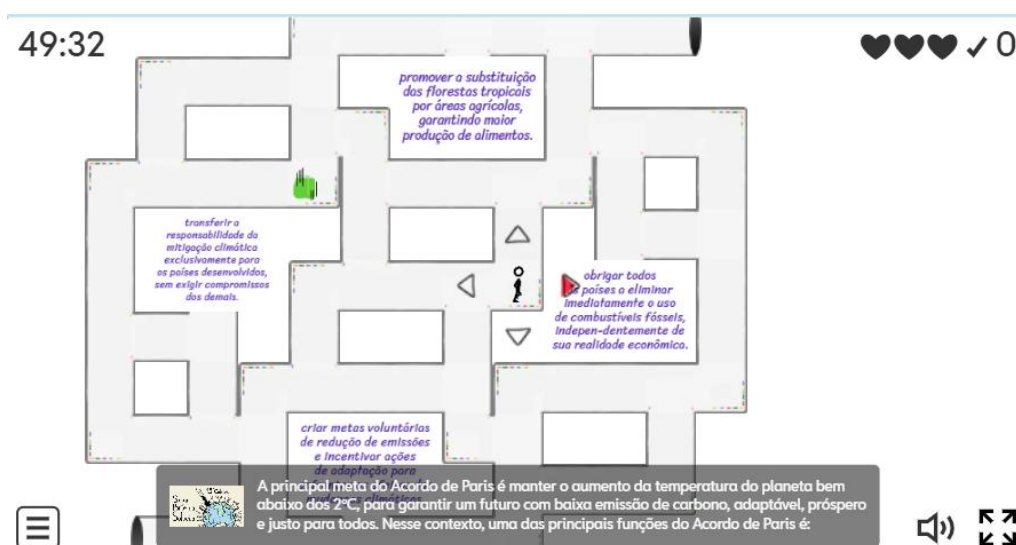 49:32
0
promover a substituição
das florestas tropicais
por áreas agrícolas,
garantindo maior
produção de alimentos.
transferir a
responsabilidade da
mitigação climática
exclusivamente para
os países desenvolvidos,
sem exigir compromissos
dos demais.
obrigar todos
países a eliminar
imediatamente o uso
de combustíveis fósseis,
indepen-dentemente de
sua realidade econômica.
criar metas voluntárias
de redução de emissões
e incentivar ações
de adaptação para
A principal meta do Acordo de Paris é manter o aumento da temperatura do planeta bem
abaixo dos 2°C, para garantir um futuro com baixa emissão de carbono, adaptável, próspero
e justo para todos. Nesse contexto, uma das principais funções do Acordo de Paris é: